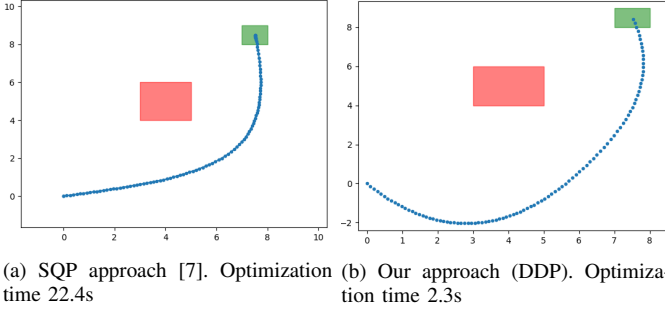 10
8
6
4
2
0
0 2 4 6 8 10
8
6
4
2
0
−2
0 1 2 3 4 5 6 7 8
(a) SQP approach [7]. Optimization
time 22.4s
(b) Our approach (DDP). Optimiza-
tion time 2.3s